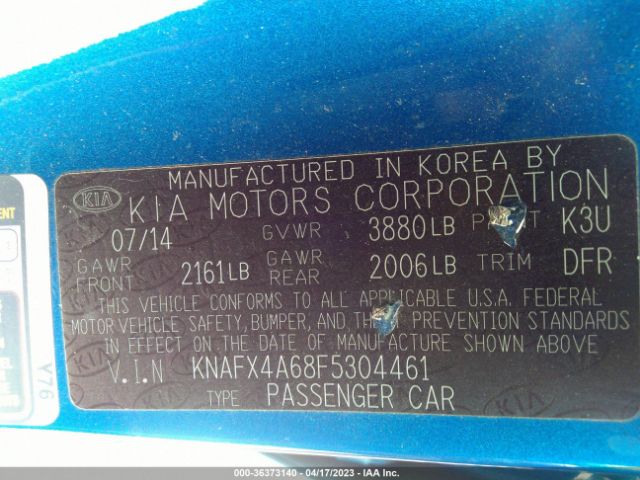 MANUFACTURED IN KOREA BY
KIA KIA MOTORS CORPORATION
07/14 GVWR 3880LB K3U
GAWR FRONT 2161LB GAWR REAR 2006LB TRIM DFR
THIS VEHICLE CONFORMS TO ALL APPLICABLE U.S.A. FEDERAL
MOTOR VEHICLE SAFETY, BUMPER, AND THEFT PREVENTION STANDARDS
IN EFFECT ON THE DATE OF MANUFACTURE SHOWN ABOVE.
V.I.N KNAFX4A68F5304461
TYPE: PASSENGER CAR
Y76
000-36373140 - 04/17/2023 - IAA Inc.